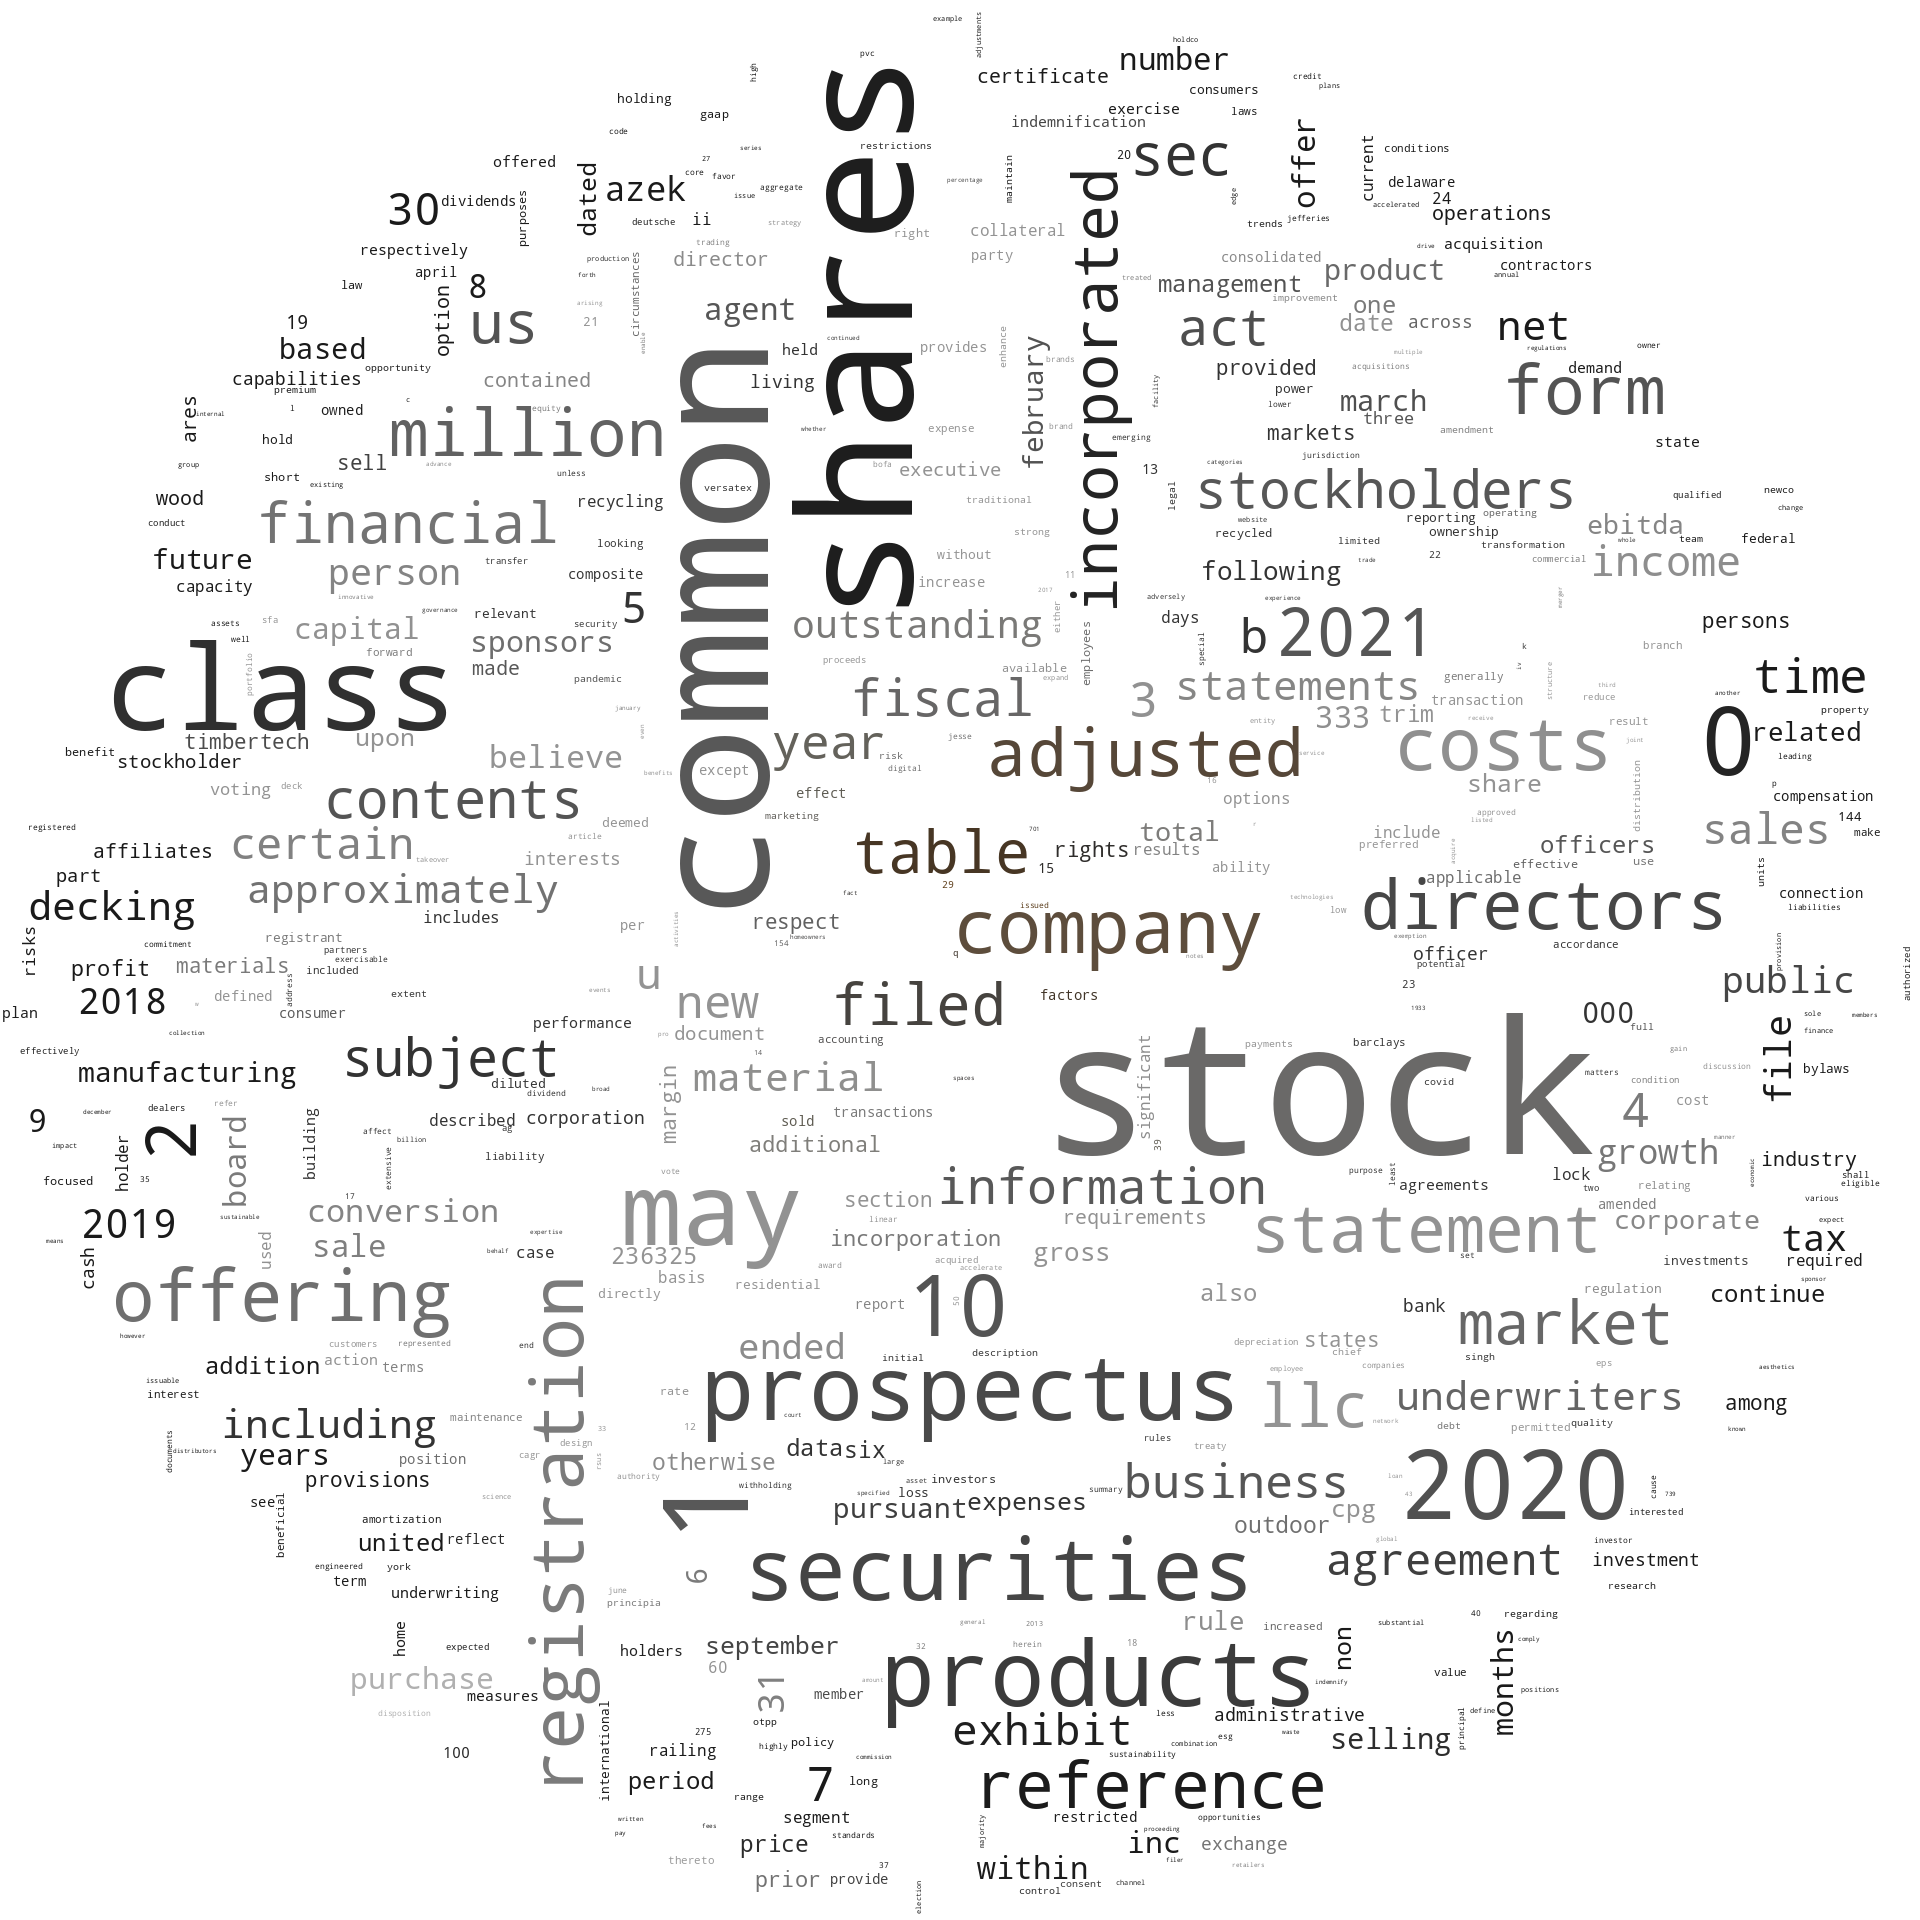 example
adjustments
holdco
number
pvc
high
certificate
credit
plans
consumers
holding
shares
exercise
laws
gaap
indemnification
offer
code
restrictions
series
current
conditions
sec
20
27
offered
dated
core
favor
aggregate
issue
azek
percentage
maintain
incorporated
edge
delaware
accelerated
24
30
dividends
purposes
deutsche
ii
strategy
trends
jefferies
operations
right
collateral
respectively
trading
director
party
consolidated
drive
acquisition
production
circumstances
april
forth
treated
management
product
annual
contractors
law
option
8
us
arising
21
enable
agent
improvement
one
date
across
act
net
19
based
common
held
continued
provides
enhance
february
brands
multiple
regulations
owner
opportunity
capabilities
contained
living
provided
acquisitions
demand
form
premium
power
facility
ares
internal
l
owned
c
equity
million
lower
march
three
whether
expense
brand
emerging
markets
amendment
hold
state
group
sell
advance
bofa
executive
13
categories
jurisdiction
short
existing
unless
versatex
stockholders
legal
wood
recycling
traditional
qualified
newco
change
conduct
financial
strong
website
recycled
reporting
operating
ownership
ebitda
looking
limited
transformation
whole
team
federal
future
transfer
without
22
trade
commercial
income
person
composite
increase
11
following
capacity
innovative
2017
adversely
experience
merger
governance
relevant
5
assets
sfa
security
outstanding
either
days
b
2021
persons
well
capital
sponsors
employees
special
k
branch
forward
class
portfolio
made
proceeds
available
iv
structure
pandemic
expand
generally
time
fiscal
3
statements
transaction
third
reduce
another
january
333
trim
receive
result
property
even
entity
timbertech
upon
year
jesse
adjusted
service
costs
joint
0
related
benefit
stockholder
believe
except
benefits
risk
digital
leading
16
share
distribution
p
voting
deck
effect
options
compensation
contents
marketing
approved
listed
144
registered
deemed
701
r
certain
article
table
total
include
preferred
acquire
sales
make
affiliates
takeover
interests
15
rights
results
officers
effective
use
part
ability
units
approximately
29
fact
technologies
applicable
connection
decking
includes
issued
low
directors
liabilities
per
respect
company
registrant
activities
154
homeowners
exemption
commitment
partners
exercisable
q
notes
officer
accordance
provision
authorized
risks
profit
materials
included
potential
u
public
address
2018
w
defined
extent
events
new
filed
factors
23
1933
000
plan
consumer
sole
members
collection
performance
pro
document
accounting
stock
full
file
finance
effectively
subject
14
significant
payments
barclays
gain
manufacturing
material
spaces
covid
matters
condition
discussion
bylaws
diluted
dividend
broad
margin
4
cost
refer
9
december
dealers
2
board
building
described
ag
corporation
sold
transactions
affect
billion
additional
39
manner
impact
holder
liability
growth
economic
industry
extensive
vote
purpose
least
lock
focused
35
may
information
agreements
two
relating
shall
eligible
17
section
amended
various
2019
sustainable
conversion
linear
requirements
statement
corporate
expect
means
cash
used
sale
behalf
expertise
case
236325
incorporation
gross
set
tax
investments
required
acquired
accelerate
award
basis
residential
sponsor
offering
directly
report
10
50
also
regulation
continue
bank
however
customers
represented
end
ended
depreciation
states
market
chief
initial
description
singh
eps
addition
action
terms
employee
companies
aesthetics
issuable
interest
rate
prospectus
llc
underwriters
among
registration
including
maintenance
33
12
court
network
debt
permitted
quality
known
documents
distributors
years
position
cagr
design
rsus
data
six
rules
treaty
otherwise
large
provisions
authority
withholding
asset
investors
loan
2020
cause
see
beneficial
science
1
specified
loss
summary
business
43
739
pursuant
expenses
cpg
interested
amortization
outdoor
united
reflect
global
investor
engineered
york
securities
agreement
investment
term
6
underwriting
june
research
principia
general
2013
rule
increased
substantial
40
regarding
home
expected
holders
september
32
herein
18
non
months
comply
purchase
60
31
amount
products
value
indemnify
measures
member
positions
disposition
international
otpp
less
administrative
principal
define
275
exhibit
esg
waste
selling
100
railing
highly
policy
commission
combination
sustainability
period
7
long
reference
range
written
segment
restricted
opportunities
pay
fees
price
standards
majority
proceeding
inc
exchange
thereto
37
within
filer
retailers
prior
provide
election
control
consent
channel